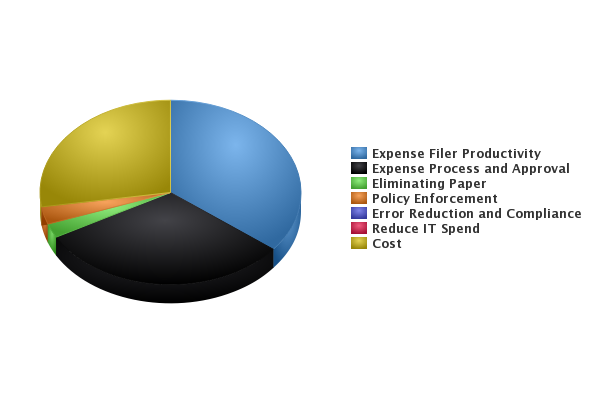 Expense Filer Productivity
Expense Process and Approval
Eliminating Paper
Policy Enforcement
Error Reduction and Compliance
Reduce IT Spend
Cost